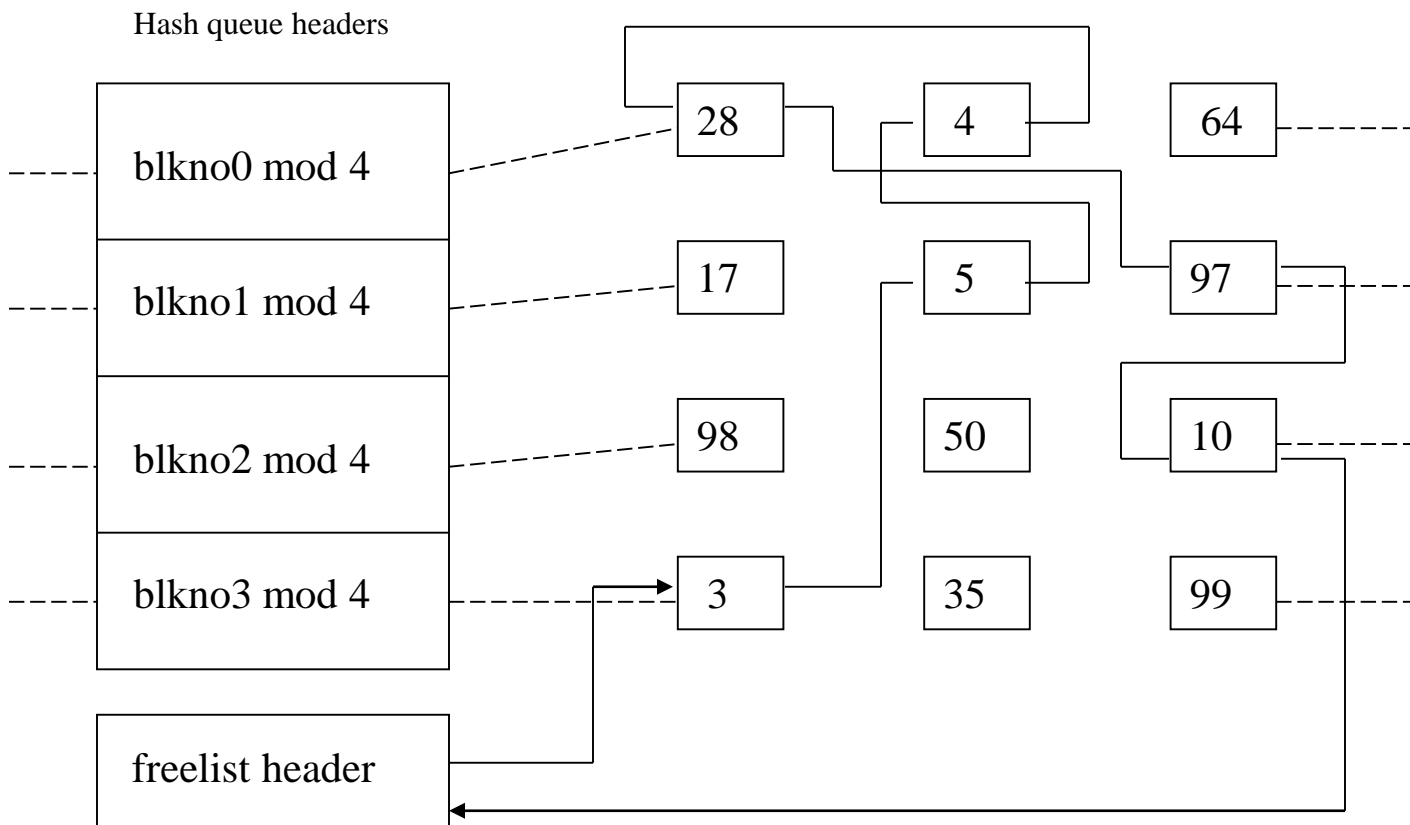 Hash queue headers
blkno0 mod 4
28
4
64
blkno1 mod 4
17
5
97
blkno2 mod 4
98
50
10
blkno3 mod 4
3
35
99
freelist header